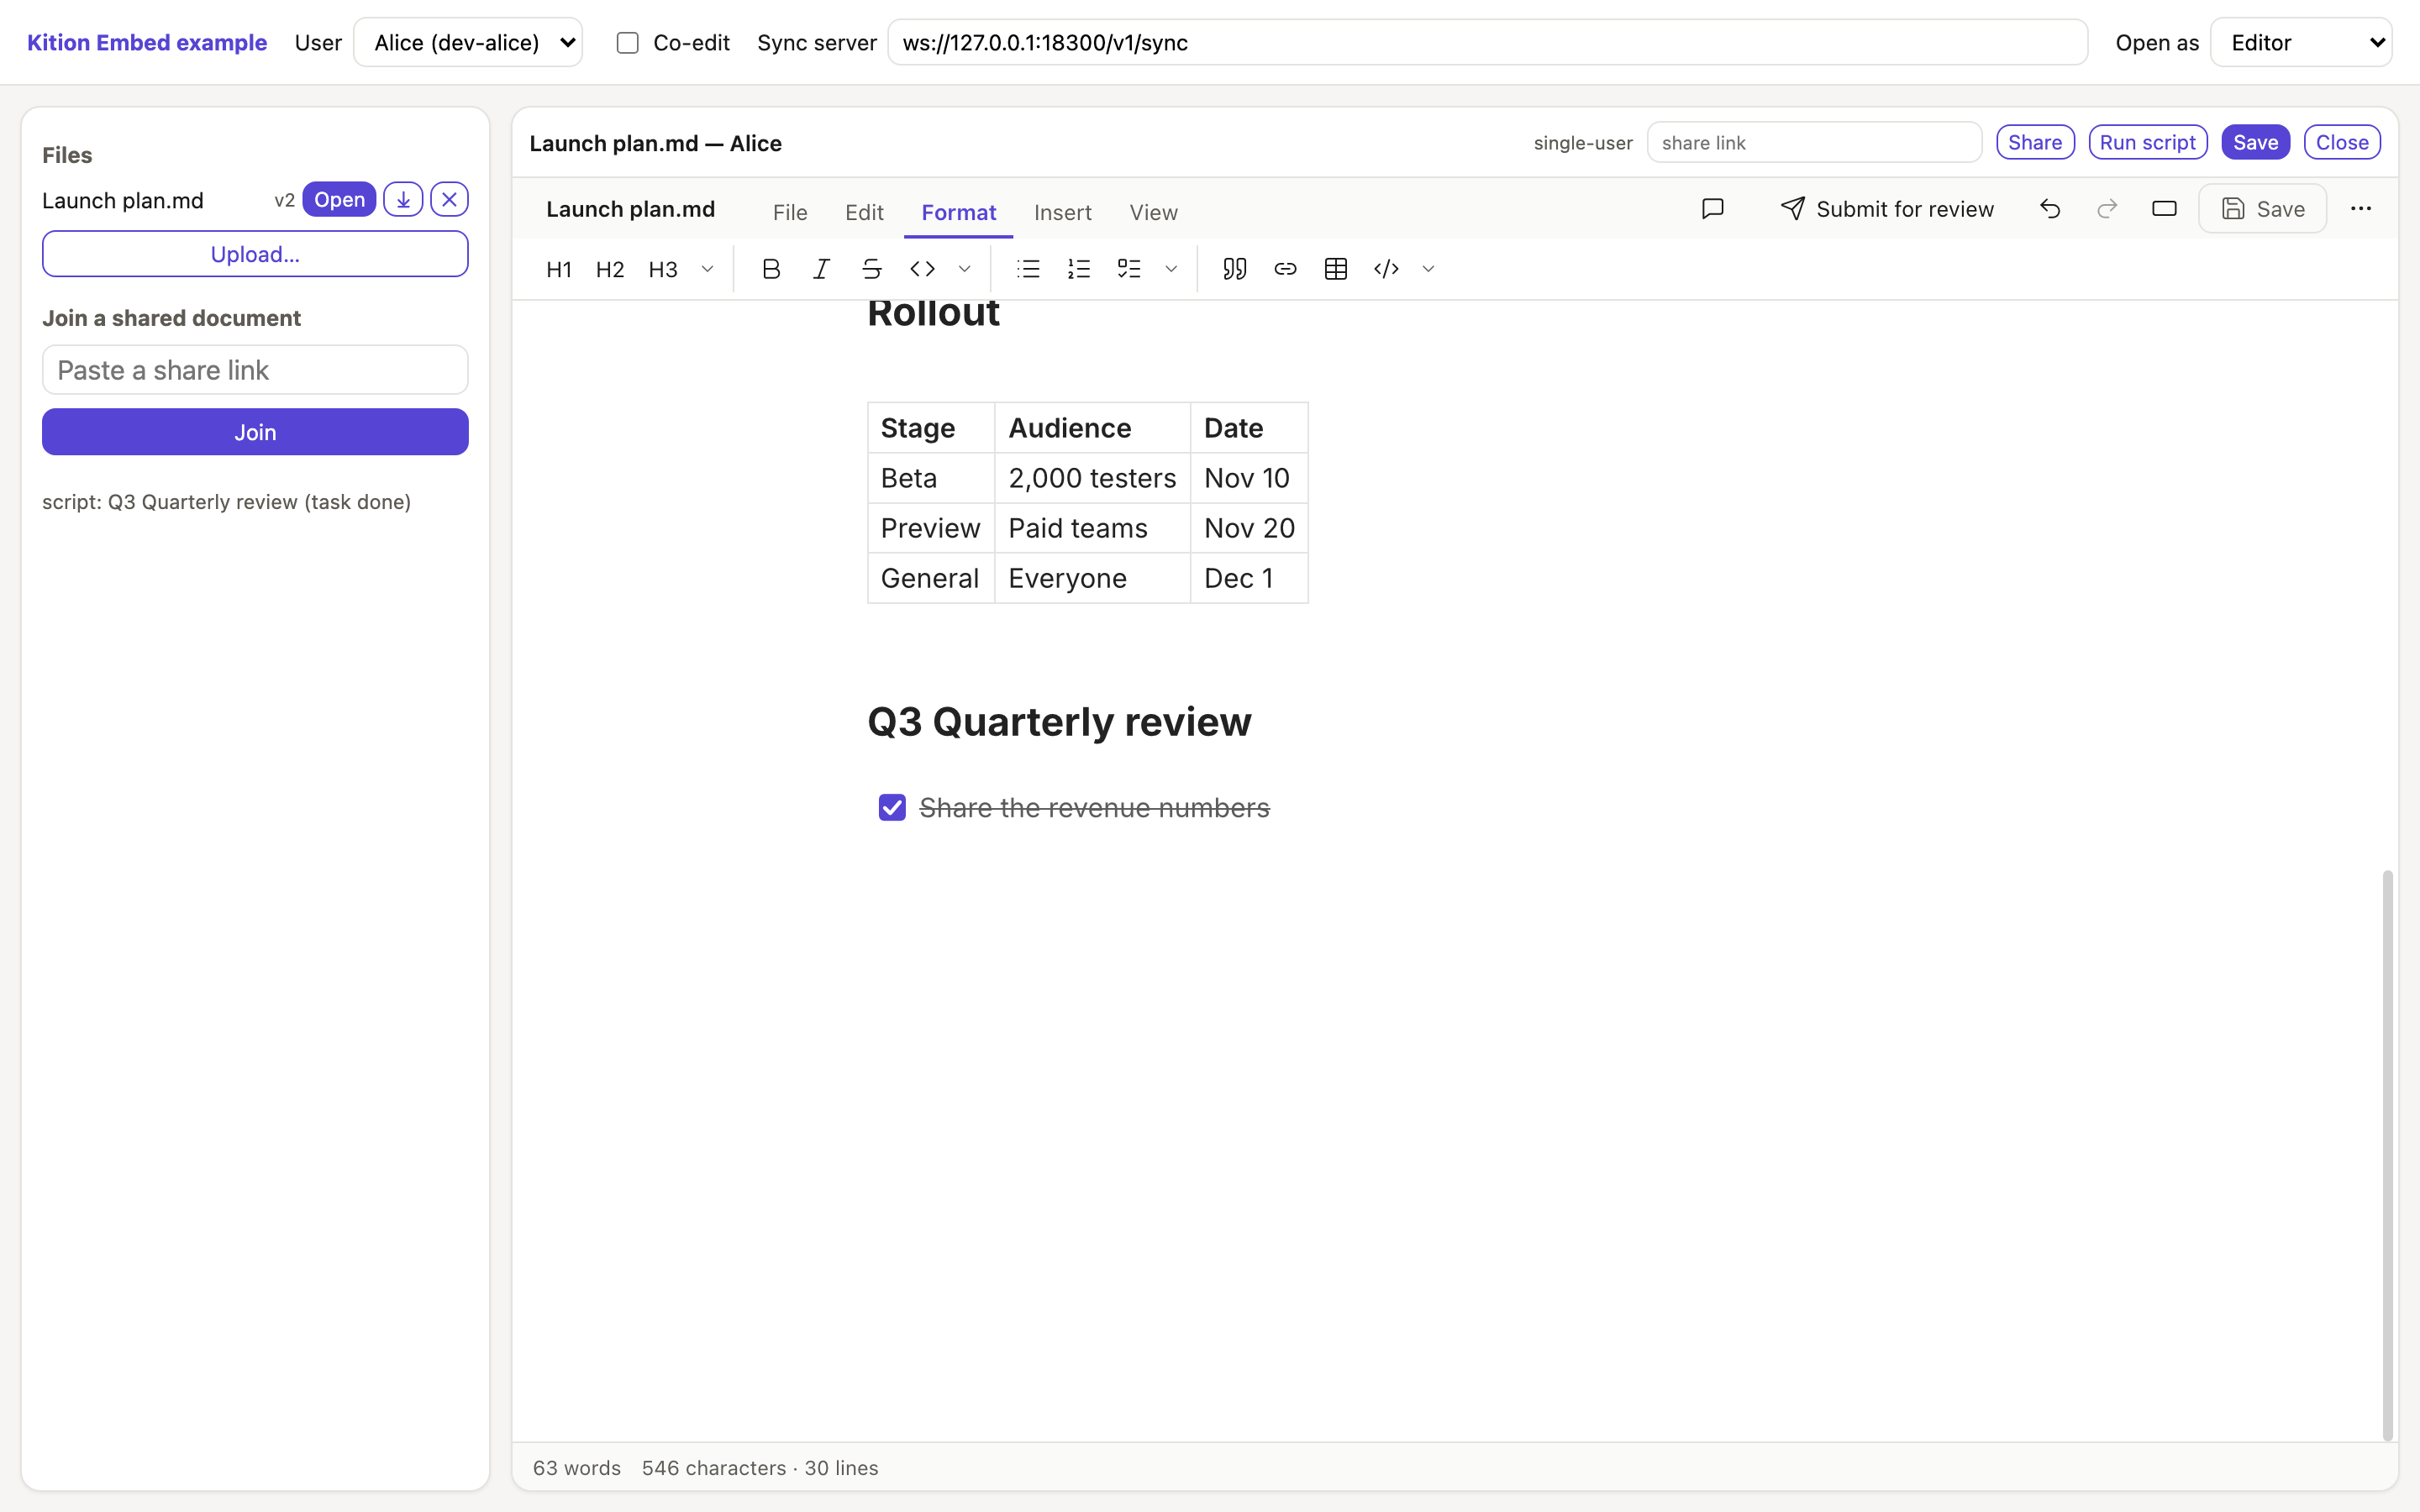 Kition Embed example User Alice (dev-alice) Co-edit Sync server ws://127.0.0.1:18300/v1/sync Open as Editor
Files
Launch plan.md v2 Open
Upload...
Join a shared document
Paste a share link
Join
script: Q3 Quarterly review (task done)
Launch plan.md — Alice single-user share link Share Run script Save Close
Launch plan.md File Edit Format Insert View Submit for review Save
H1 H2 H3
Rollout
Stage Audience Date
Beta 2,000 testers Nov 10
Preview Paid teams Nov 20
General Everyone Dec 1
Q3 Quarterly review
Share the revenue numbers
63 words 546 characters · 30 lines